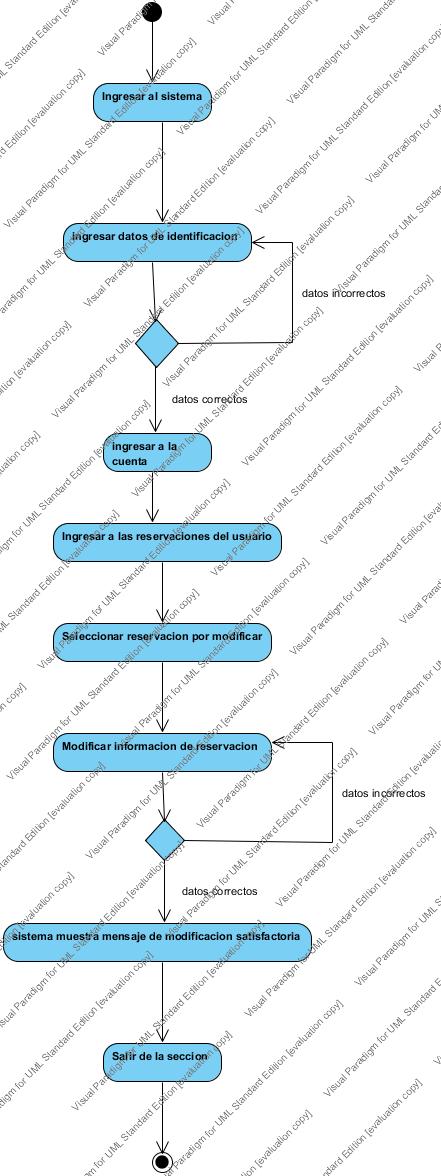 Ingresar al sistema
Ingresar datos de identificacion
datos incorrectos
datos correctos
ingresar a la
cuenta
Ingresar a las reservaciones del usuario
Seleccionar reservacion por modificar
Modificar informacion de reservacion
datos incorrectos
datos correctos
sistema muestra mensaje de modificacion satisfactoria
Salir de la seccion
Visual Paradigm for UML Standard Edition [evaluation copy]